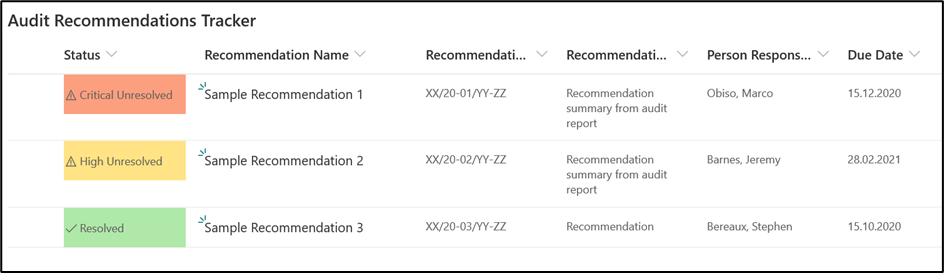 Audit Recommendations Tracker
Status Recommendation Name Recommendati... Recommendati... Person Respons... Due Date
Critical Unresolved Sample Recommendation 1 XX/20-01/YY-ZZ Recommendation Obiso, Marco 15.12.2020
summary from audit
report
High Unresolved Sample Recommendation 2 XX/20-02/YY-ZZ Recommendation Barnes, Jeremy 28.02.2021
summary from audit
report
Resolved Sample Recommendation 3 XX/20-03/YY-ZZ Recommendation Bereaux, Stephen 15.10.2020